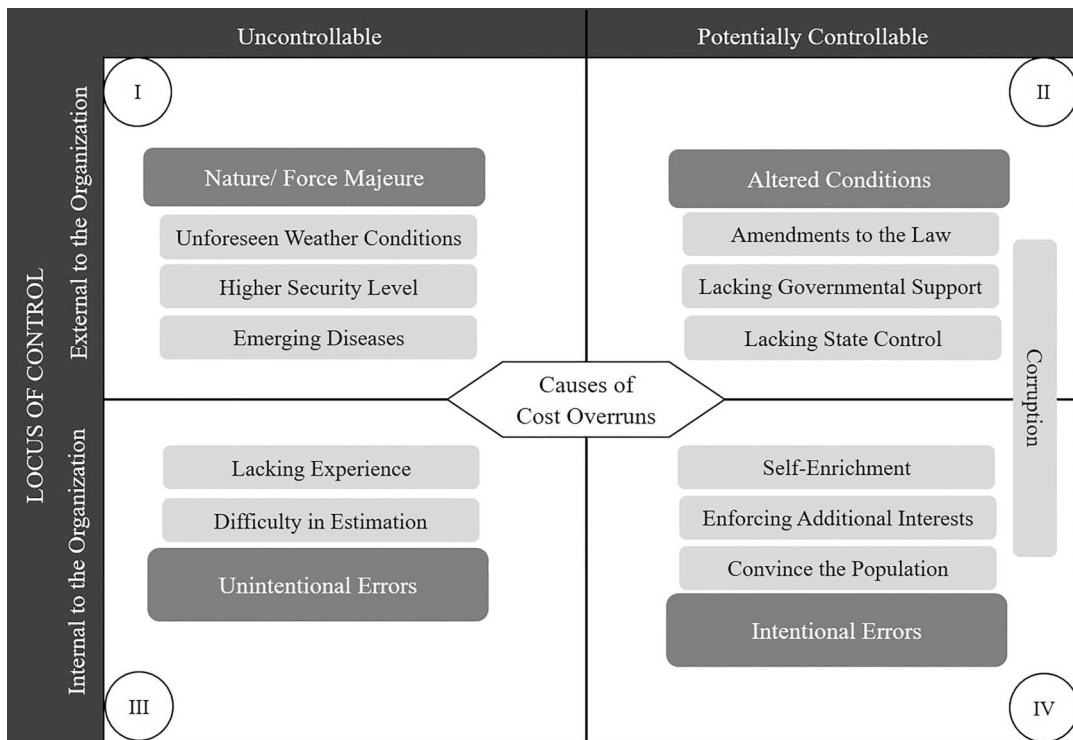 Uncontrollable
Potentially Controllable
LOCUS OF CONTROL
External to the Organization
Internal to the Organization
I
Nature/ Force Majeure
Unforeseen Weather Conditions
Higher Security Level
Emerging Diseases
II
Altered Conditions
Amendments to the Law
Lacking Governmental Support
Lacking State Control
Corruption
Causes of
Cost Overruns
Lacking Experience
Difficulty in Estimation
Unintentional Errors
III
Self-Enrichment
Enforcing Additional Interests
Convince the Population
Intentional Errors
IV